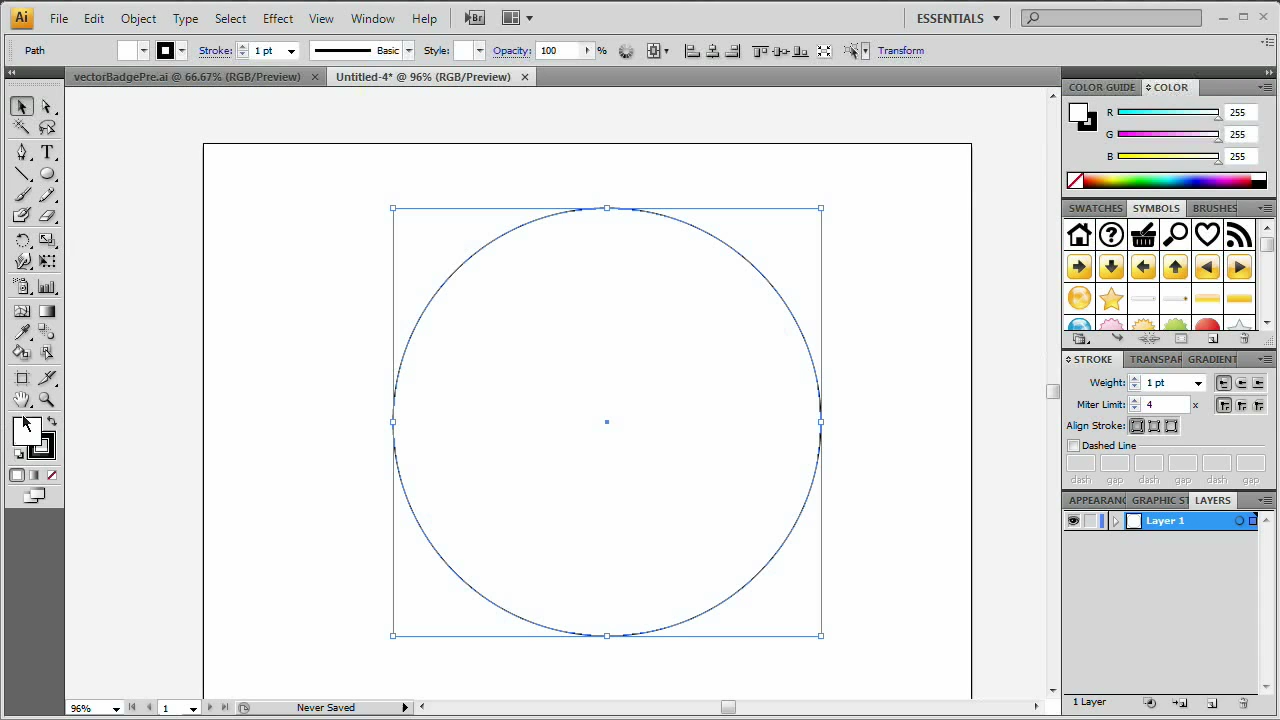 Ai File Edit Object Type Select Effect View Window Help Br ESSENTIALS
Path Stroke: 1 pt Basic Style: Opacity: 100 % Transform
vectorBadgePre.ai @ 66.67% (RGB/Preview) Untitled-4* @ 96% (RGB/Preview)
COLOR GUIDE COLOR
R 255
G 255
B 255
SWATCHES SYMBOLS BRUSHES
STROKE TRANSPAR GRADIENT
Weight: 1 pt
Miter Limit: 4 x
Align Stroke:
Dashed Line
dash gap dash gap dash gap
APPEARANC GRAPHIC ST LAYERS
Layer 1
1 Layer
96% 1 Never Saved